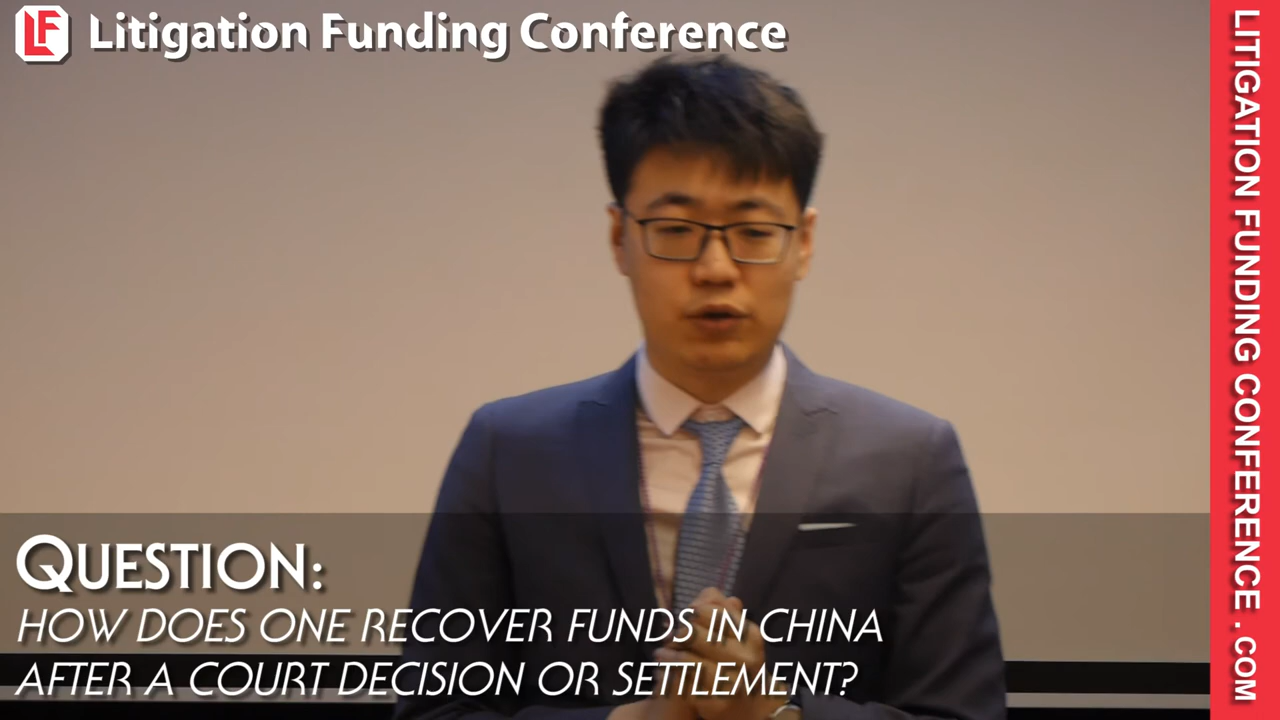 LF Litigation Funding Conference
LITIGATION FUNDING CONFERENCE . COM
QUESTION:
HOW DOES ONE RECOVER FUNDS IN CHINA
AFTER A COURT DECISION OR SETTLEMENT?